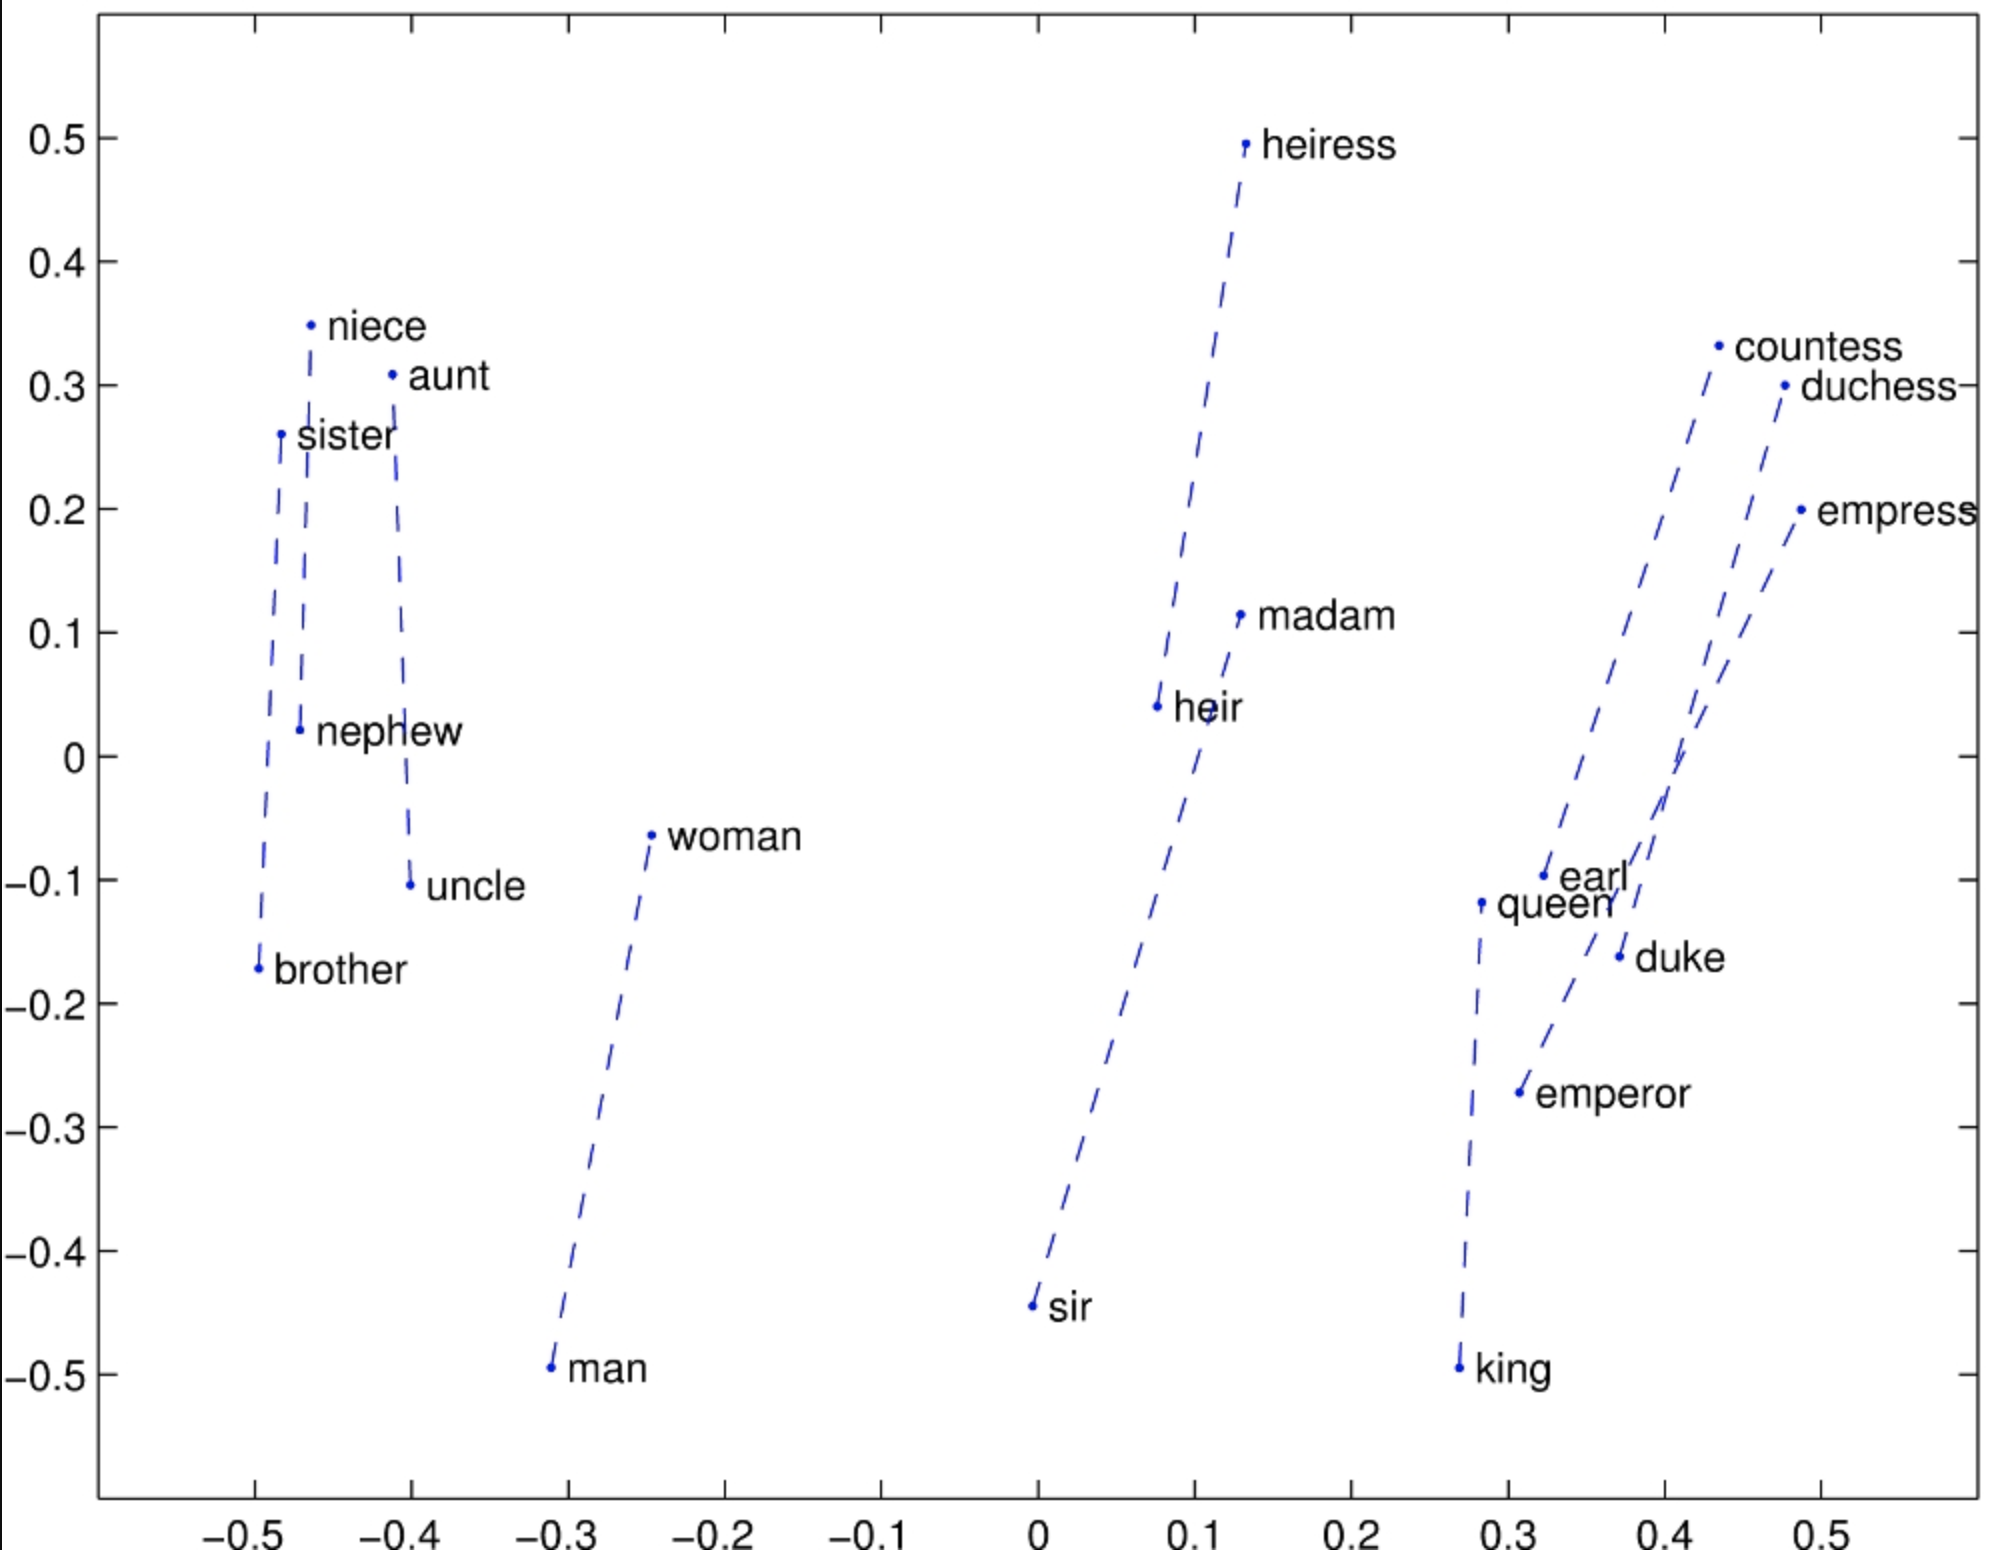 0.5
heiress
0.4
niece
countess
aunt
duchess
0.3
sister
0.2
empress
0.1
madam
heir
nephew
0
woman
earl
uncle
−0.1
queen
duke
brother
−0.2
emperor
−0.3
−0.4
sir
man
king
−0.5
−0.5 −0.4 −0.3 −0.2 −0.1 0 0.1 0.2 0.3 0.4 0.5